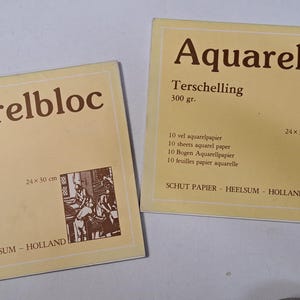 relbloc
24 × 30 cm
SUM - HOLLAND
Aquarel
Terschelling
300 gr.
24 ×
10 vel aquarelpapier
10 sheets aquarel paper
10 Bogen Aquarellpapier
10 feuilles papier aquarelle
SCHUT PAPIER - HEELSUM - HOLLAN